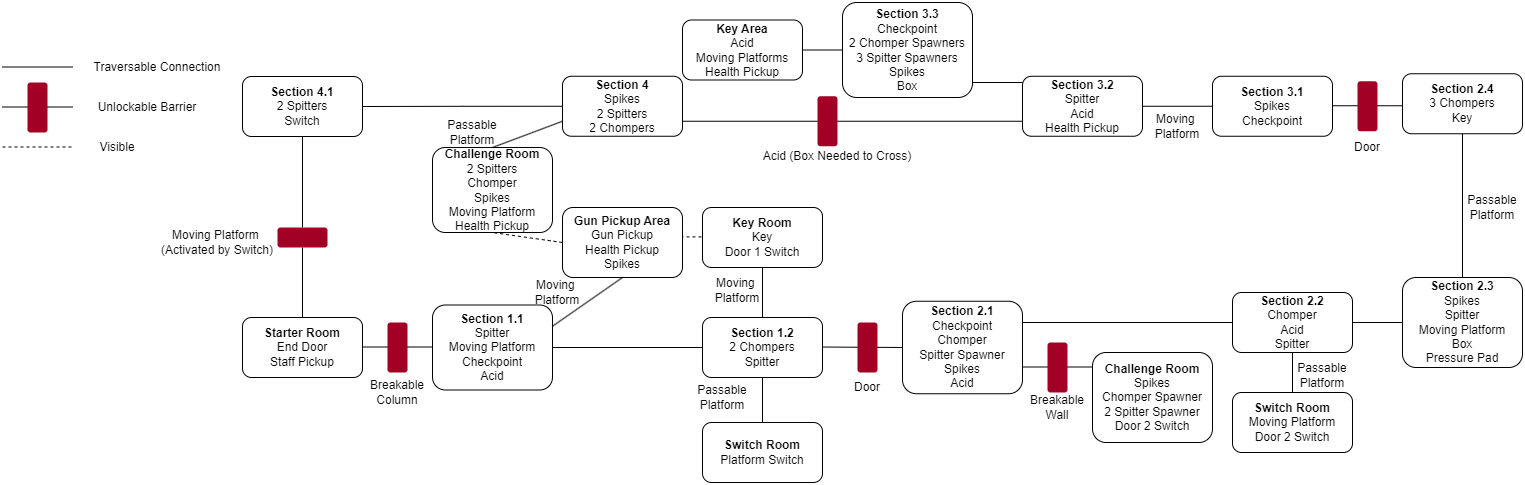 Traversable Connection
Unlockable Barrier
Visible
Section 4.1
2 Spitters
Switch
Section 4
Spikes
2 Spitters
2 Chompers
Passable
Platform
Key Area
Acid
Moving Platforms
Health Pickup
Section 3.3
Checkpoint
2 Chomper Spawners
3 Spitter Spawners
Spikes
Box
Acid (Box Needed to Cross)
Section 3.2
Spitter
Acid
Health Pickup
Moving
Platform
Section 3.1
Spikes
Checkpoint
Door
Section 2.4
3 Chompers
Key
Passable
Platform
Challenge Room
2 Spitters
Chomper
Spikes
Moving Platform
Health Pickup
Gun Pickup Area
Gun Pickup
Health Pickup
Spikes
Key Room
Key
Door 1 Switch
Moving Platform
(Activated by Switch)
Moving
Platform
Moving
Platform
Starter Room
End Door
Staff Pickup
Breakable
Column
Section 1.1
Spitter
Moving Platform
Checkpoint
Acid
Section 1.2
2 Chompers
Spitter
Passable
Platform
Switch Room
Platform Switch
Door
Section 2.1
Checkpoint
Chomper
Spitter Spawner
Spikes
Acid
Breakable
Wall
Challenge Room
Spikes
Chomper Spawner
2 Spitter Spawner
Door 2 Switch
Section 2.2
Chomper
Acid
Spitter
Passable
Platform
Switch Room
Moving Platform
Door 2 Switch
Section 2.3
Spikes
Spitter
Moving Platform
Box
Pressure Pad